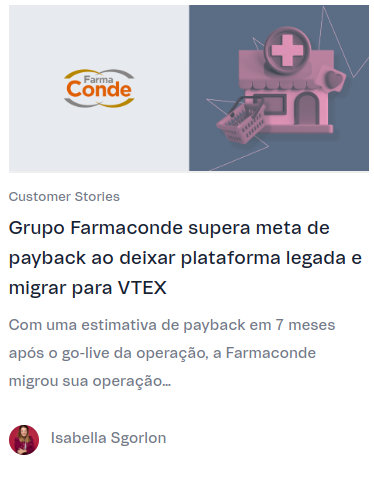 Farma
Conde
Customer Stories
Grupo Farmaconde supera meta de
payback ao deixar plataforma legada e
migrar para VTEX
Com uma estimativa de payback em 7 meses
após o go-live da operação, a Farmaconde
migrou sua operação...
Isabella Sgorlon